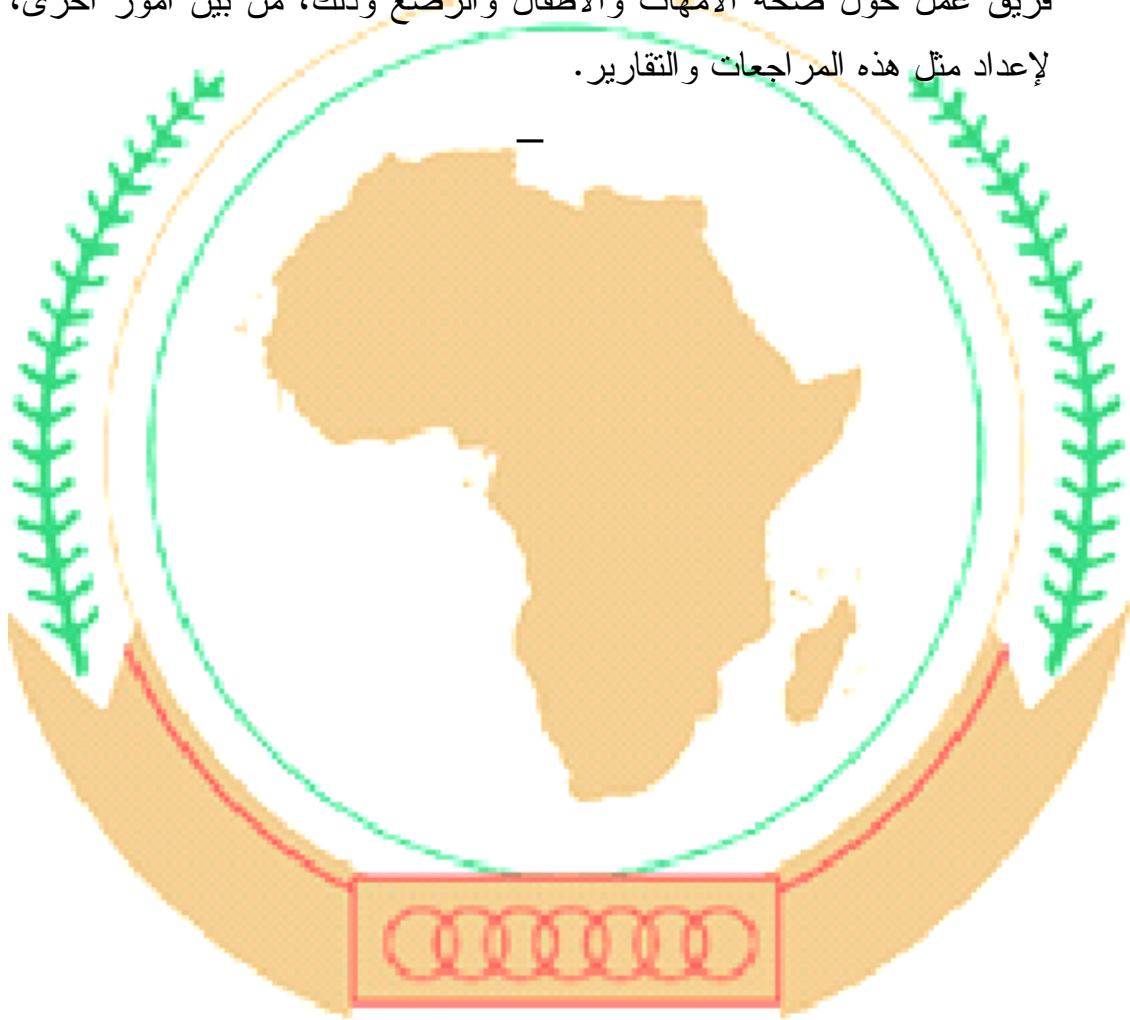 فريق عمل حول صحة الأمهات والأطفال والرضع وذلك، من بين أمور أخرى،
لإعداد مثل هذه المراجعات والتقارير.
_